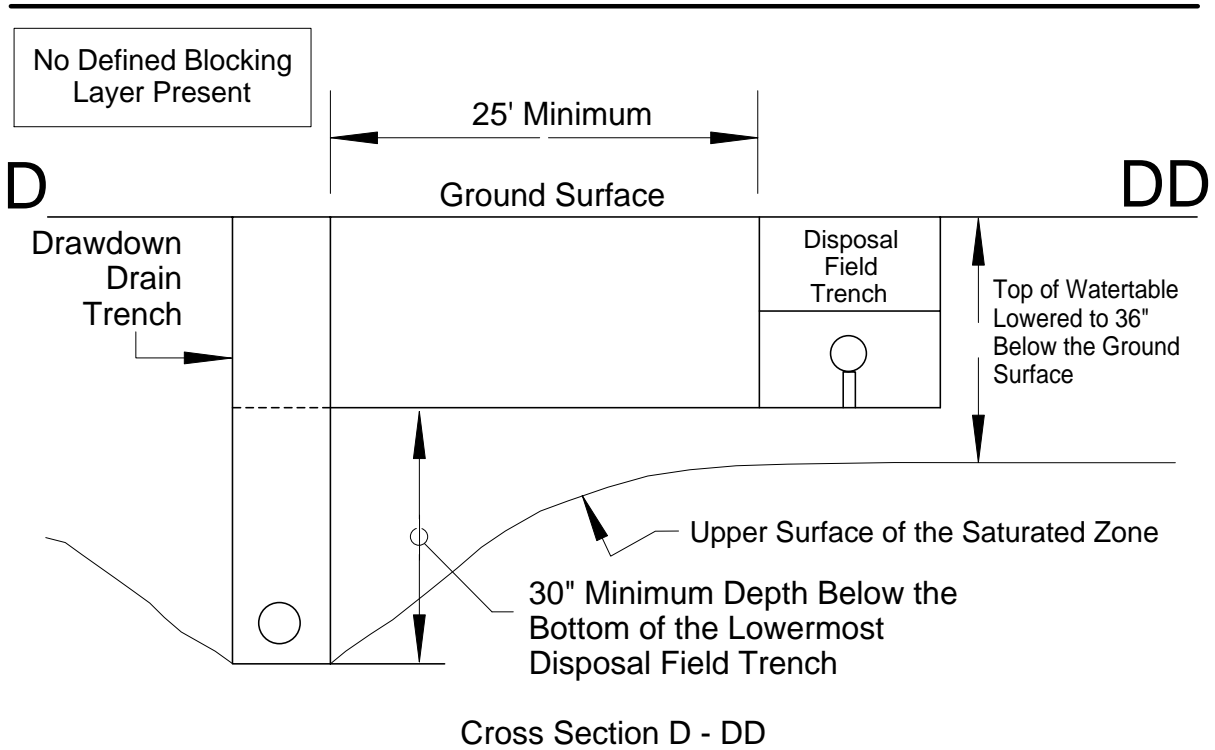 No Defined Blocking
Layer Present
25' Minimum
D
Ground Surface
DD
Drawdown
Drain
Trench
Disposal
Field
Trench
Top of Watertable
Lowered to 36"
Below the Ground
Surface
Upper Surface of the Saturated Zone
30" Minimum Depth Below the
Bottom of the Lowermost
Disposal Field Trench
Cross Section D - DD